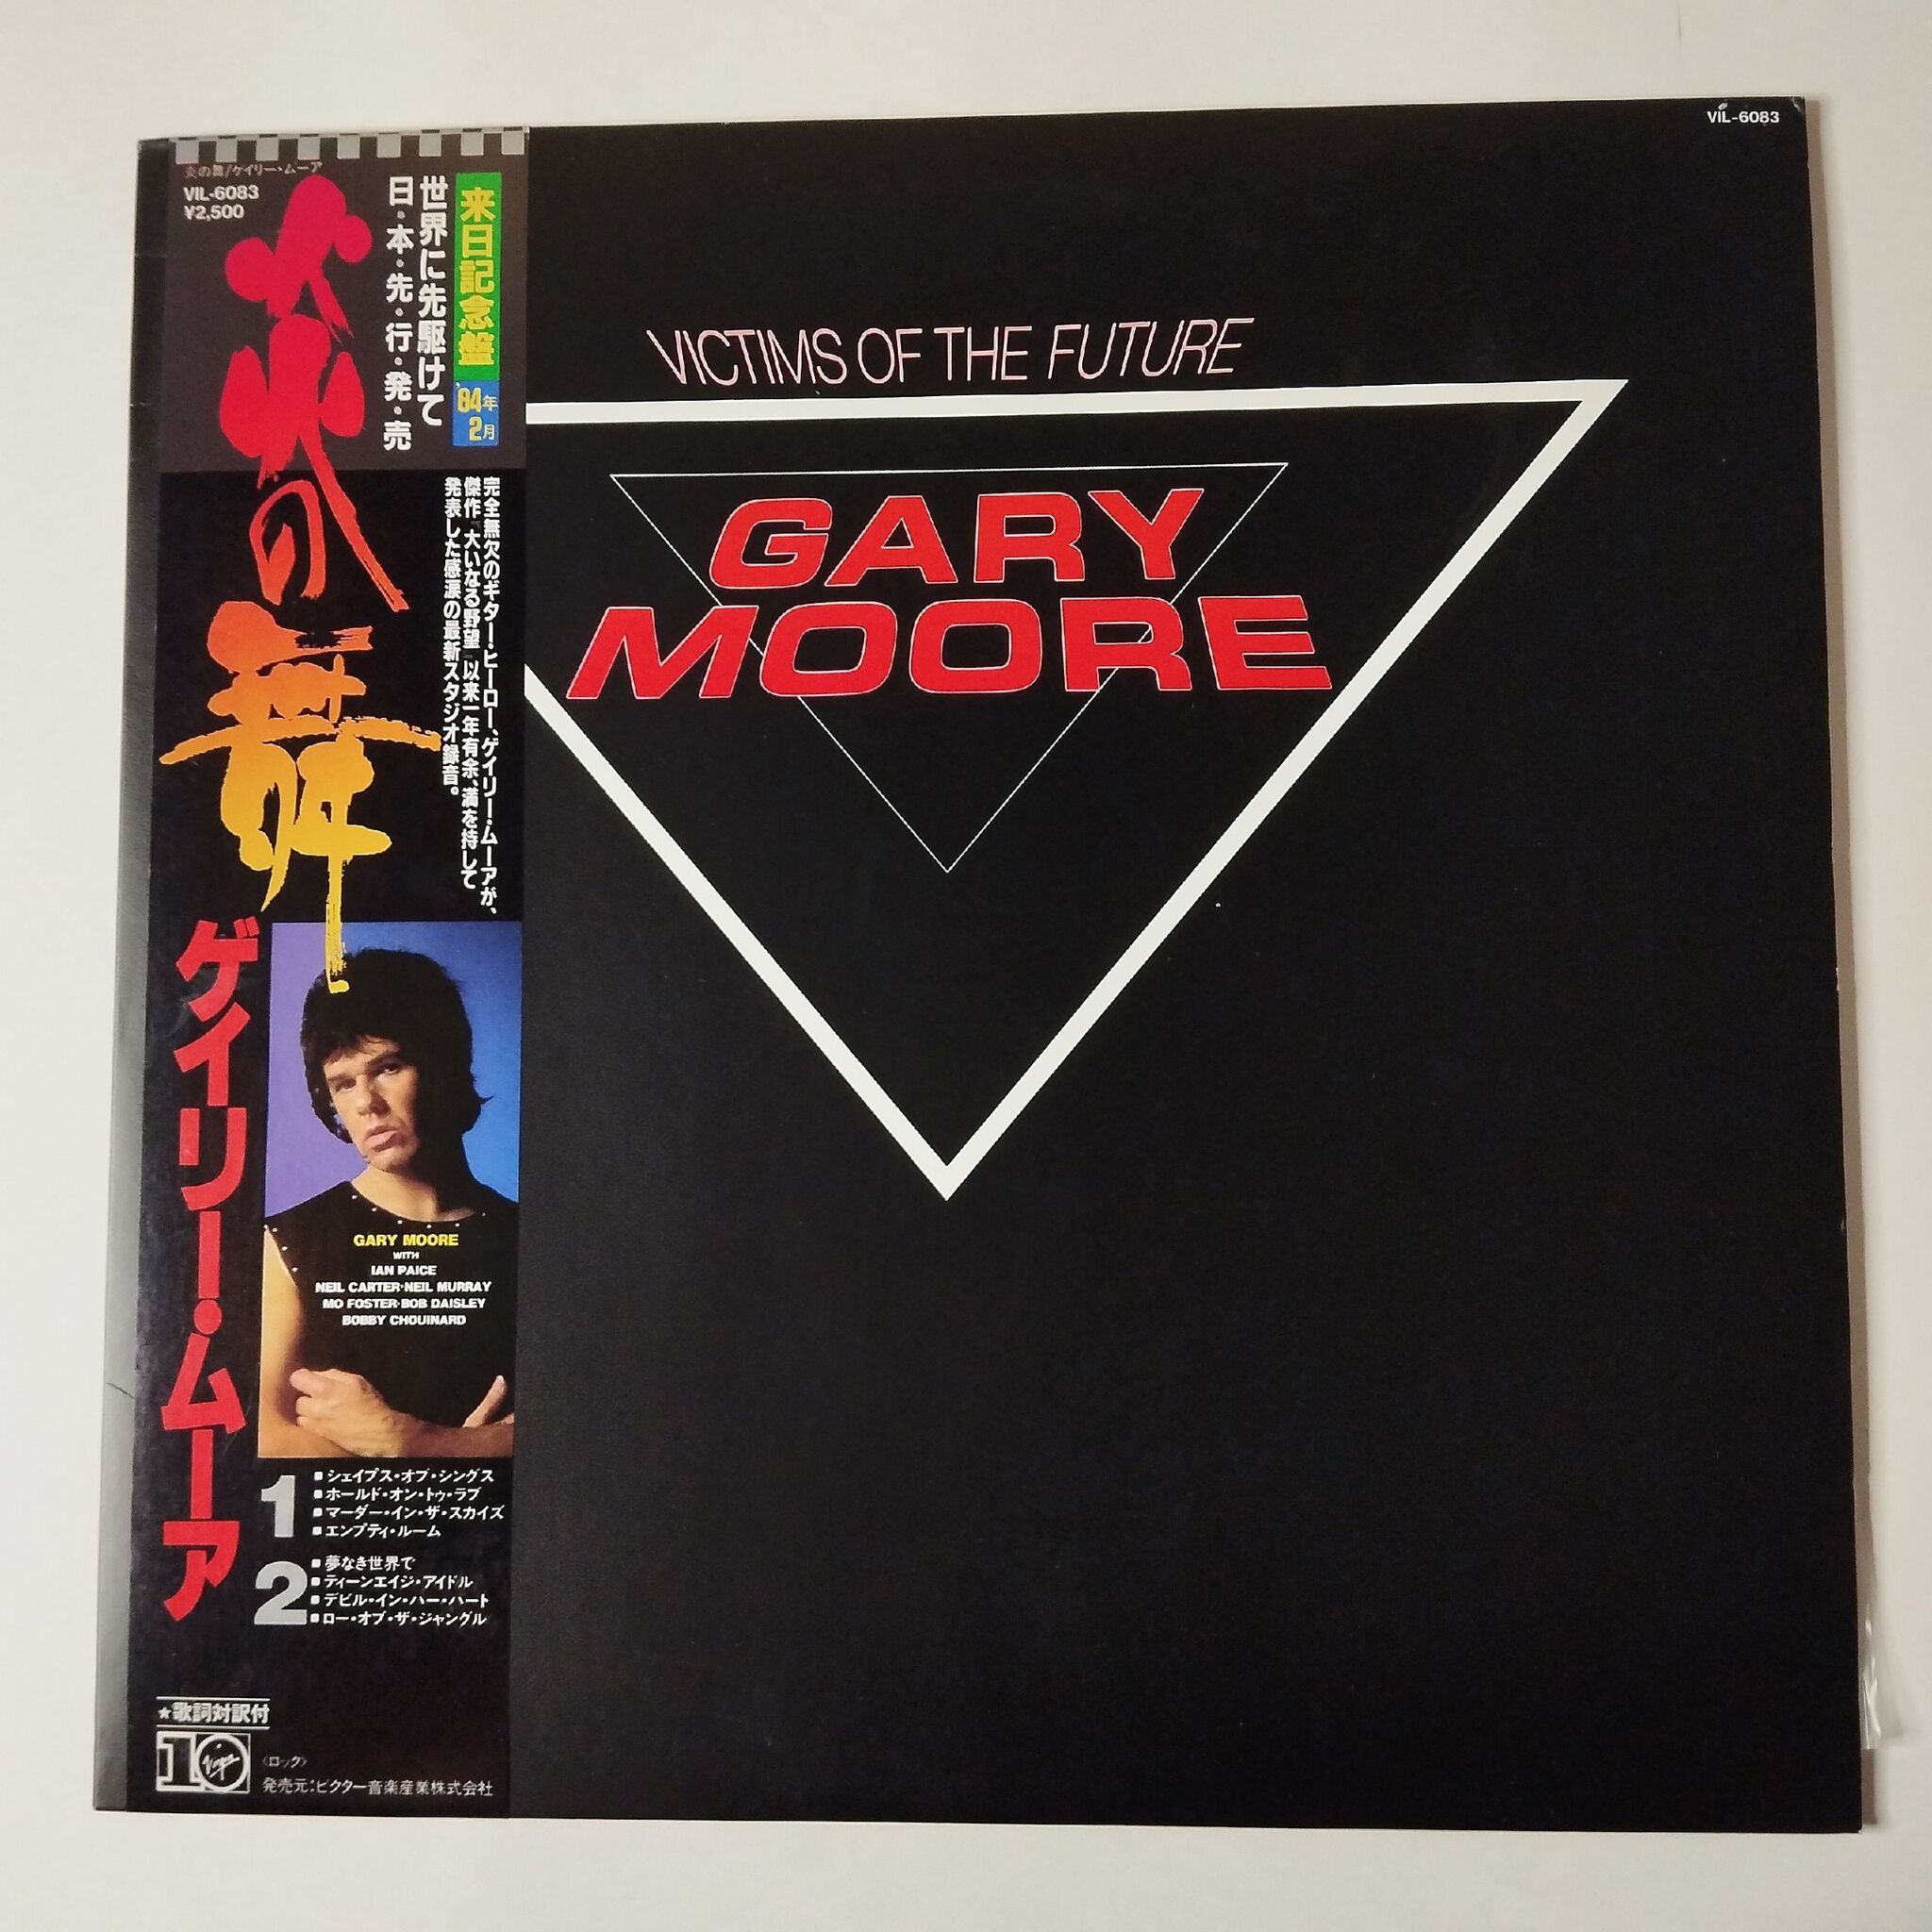 VIL-6083
炎の舞/ゲイリー・ムーア
VIL-6083
¥2,500
来日記念盤
'84年
2月
世界に先駆けて
日・本・先・行・発・売
炎の舞
完全無欠のギター・ヒーロー、ゲイリー・ムーアが、
傑作『大いなる野望』以来一年有余、満を持して
発表した感涙の最新スタジオ録音。
ゲイリー・ムーア
VICTIMS OF THE FUTURE
GARY
MOORE
GARY MOORE
WITH
IAN PAICE
NEIL CARTER・NEIL MURRAY
MO FOSTER・BOB DAISLEY
BOBBY CHOUINARD
1
■シェイプス・オブ・シングス
■ホールド・オン・トゥ・ラブ
■マーダー・イン・ザ・スカイズ
■エンプティ・ルーム
2
■夢なき世界で
■ティーンエイジ・アイドル
■デビル・イン・ハー・ハート
■ロー・オブ・ザ・ジャングル
★歌詞対訳付
10
Virgin
〈ロック〉
発売元:ビクター音楽産業株式会社